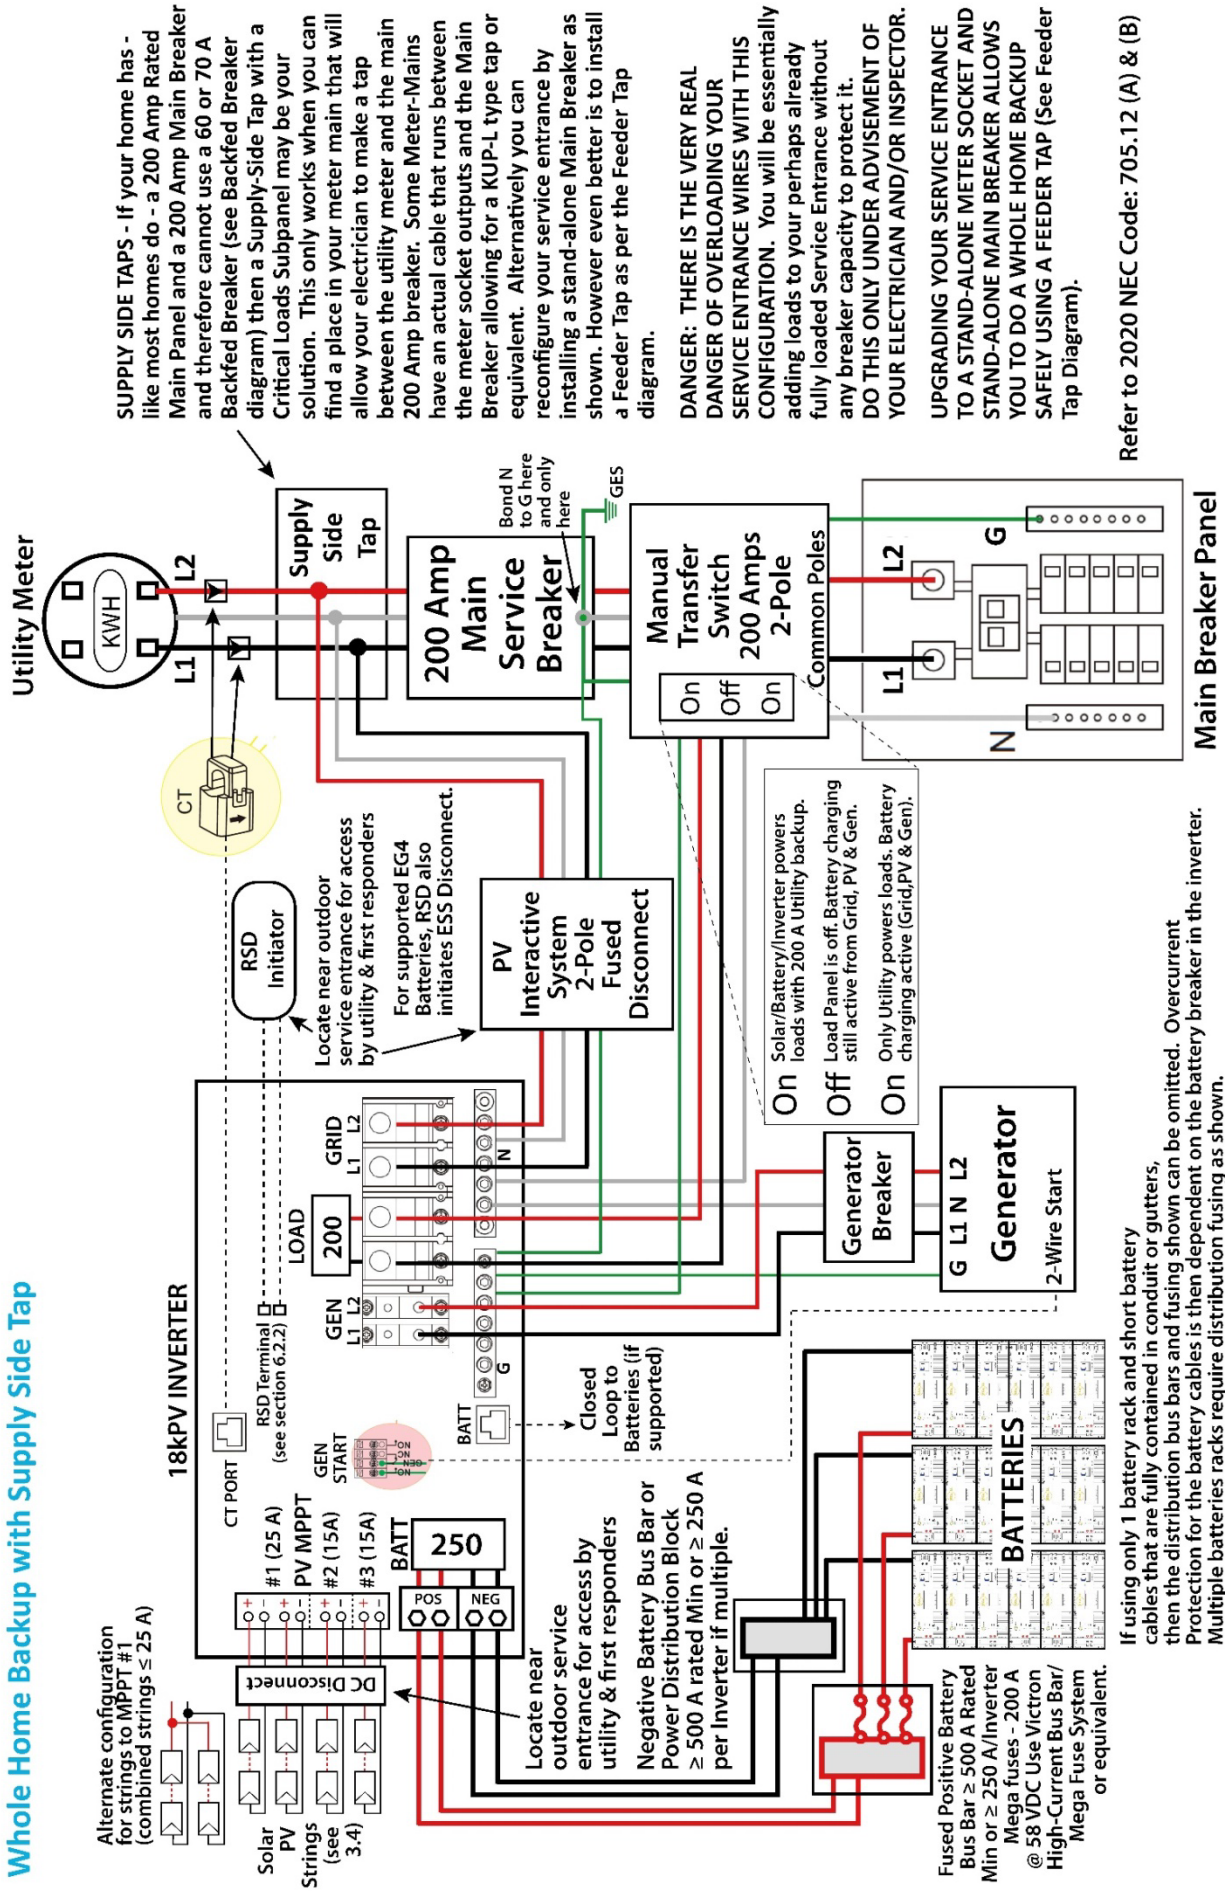 Whole Home Backup with Supply Side Tap
Alternate configuration
for strings to MPPT #1
(combined strings ≤ 25 A)
Solar
PV
Strings
(see
3.4)
DC Disconnect
18kPV INVERTER
CT PORT
RSD Terminal
(see section 6.2.2)
#1 (25 A)
PV MPPT
#2 (15A)
#3 (15A)
+
−
+
−
+
−
+
−
GEN
START
NO
NC
GEN
NO
BATT
250
POS
NEG
BATT
Closed
Loop to
Batteries (if
supported)
GEN
L1
L2
LOAD
200
GRID
L1
L2
G
N
Locate near
outdoor service
entrance for access by
utility & first responders
Negative Battery Bus Bar or
Power Distribution Block
≥ 500 A rated Min or ≥ 250 A
per Inverter if multiple.
Fused Positive Battery
Bus Bar ≥ 500 A Rated
Min or ≥ 250 A/Inverter
Mega fuses - 200 A
@ 58 VDC Use Victron
High-Current Bus Bar/
Mega Fuse System
or equivalent.
BATTERIES
If using only 1 battery rack and short battery
cables that are fully contained in conduit or gutters,
then the distribution bus bars and fusing shown can be omitted. Overcurrent
Protection for the battery cables is then dependent on the battery breaker in the inverter.
Multiple batteries racks require distribution fusing as shown.
RSD
Initiator
CT
Locate near outdoor
service entrance for access
by utility & first responders
For supported EG4
Batteries, RSD also
initiates ESS Disconnect.
PV
Interactive
System
2-Pole
Fused
Disconnect
On Solar/Battery/Inverter powers
loads with 200 A Utility backup.
Off Load Panel is off. Battery charging
still active from Grid, PV & Gen.
On Only Utility powers loads. Battery
charging active (Grid,PV & Gen).
Generator
Breaker
G L1 N L2
Generator
2-Wire Start
Utility Meter
KWH
L1
L2
Supply
Side
Tap
200 Amp
Main
Service
Breaker
Bond N
to G here
and only
here
GES
Manual
Transfer
Switch
200 Amps
2-Pole
On
Off
On
Common Poles
L1
L2
N
G
Main Breaker Panel
SUPPLY SIDE TAPS - If your home has -
like most homes do - a 200 Amp Rated
Main Panel and a 200 Amp Main Breaker
and therefore cannot use a 60 or 70 A
Backfed Breaker (see Backfed Breaker
diagram) then a Supply-Side Tap with a
Critical Loads Subpanel may be your
solution. This only works when you can
find a place in your meter main that will
allow your electrician to make a tap
between the utility meter and the main
200 Amp breaker. Some Meter-Mains
have an actual cable that runs between
the meter socket outputs and the Main
Breaker allowing for a KUP-L type tap or
equivalent. Alternatively you can
reconfigure your service entrance by
installing a stand-alone Main Breaker as
shown. However even better is to install
a Feeder Tap as per the Feeder Tap
diagram.
DANGER: THERE IS THE VERY REAL
DANGER OF OVERLOADING YOUR
SERVICE ENTRANCE WIRES WITH THIS
CONFIGURATION. You will be essentially
adding loads to your perhaps already
fully loaded Service Entrance without
any breaker capacity to protect it.
DO THIS ONLY UNDER ADVISEMENT OF
YOUR ELECTRICIAN AND/OR INSPECTOR.
UPGRADING YOUR SERVICE ENTRANCE
TO A STAND-ALONE METER SOCKET AND
STAND-ALONE MAIN BREAKER ALLOWS
YOU TO DO A WHOLE HOME BACKUP
SAFELY USING A FEEDER TAP (See Feeder
Tap Diagram).
Refer to 2020 NEC Code: 705.12 (A) & (B)